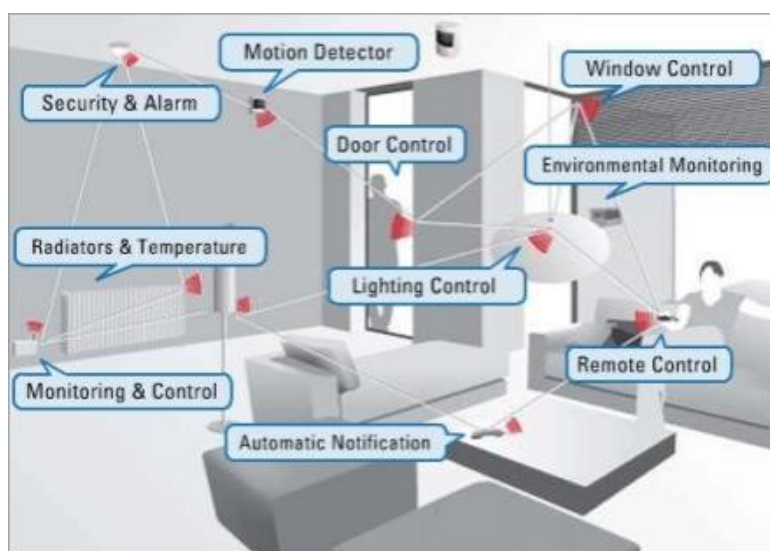 Motion Detector
Window Control
Security & Alarm
Door Control
Environmental Monitoring
Radiators & Temperature
Lighting Control
Remote Control
Monitoring & Control
Automatic Notification